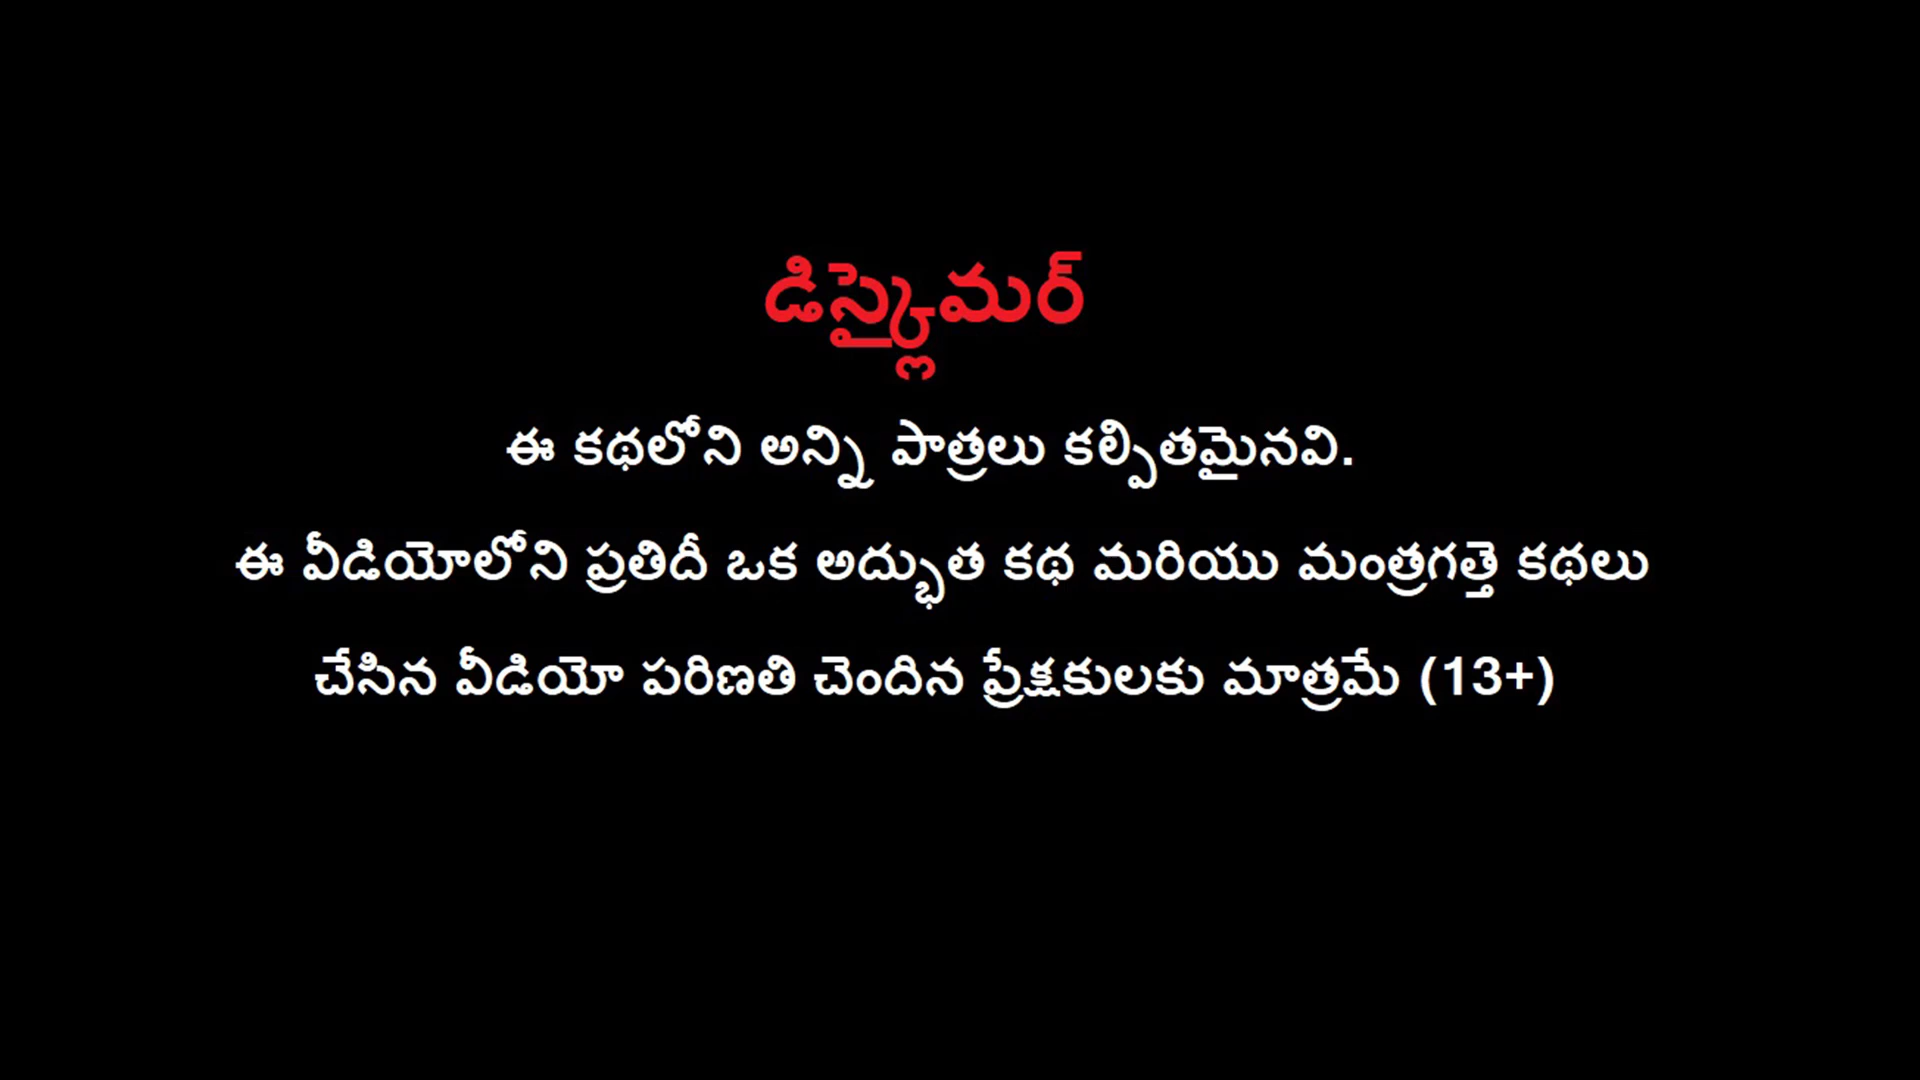 డిస్క్లైమర్
ఈ కథలోని అన్ని పాత్రలు కల్పితమైనవి.
ఈ వీడియోలోని ప్రతిదీ ఒక అద్భుత కథ మరియు మంత్రగత్తె కథలు
చేసిన వీడియో పరిణతి చెందిన ప్రేక్షకులకు మాత్రమే (13+)